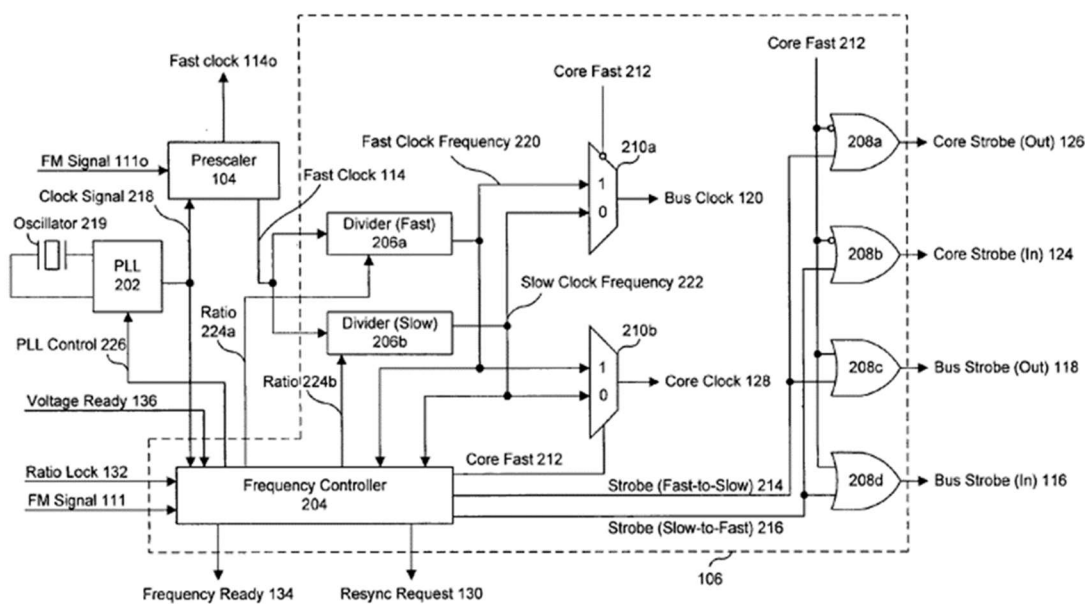 Core Fast 212
Fast clock 114o
Core Fast 212
FM Signal 111o
Prescaler
104
Fast Clock Frequency 220
210a
208a
Core Strobe (Out) 126
Clock Signal 218
Fast Clock 114
1
0
Bus Clock 120
Oscillator 219
Divider (Fast)
206a
PLL
202
208b
Core Strobe (In) 124
Slow Clock Frequency 222
Ratio
224a
Divider (Slow)
206b
210b
PLL Control 226
Ratio 224b
1
0
Core Clock 128
208c
Bus Strobe (Out) 118
Voltage Ready 136
Ratio Lock 132
FM Signal 111
Frequency Controller
204
Core Fast 212
Strobe (Fast-to-Slow) 214
Strobe (Slow-to-Fast) 216
208d
Bus Strobe (In) 116
106
Frequency Ready 134
Resync Request 130